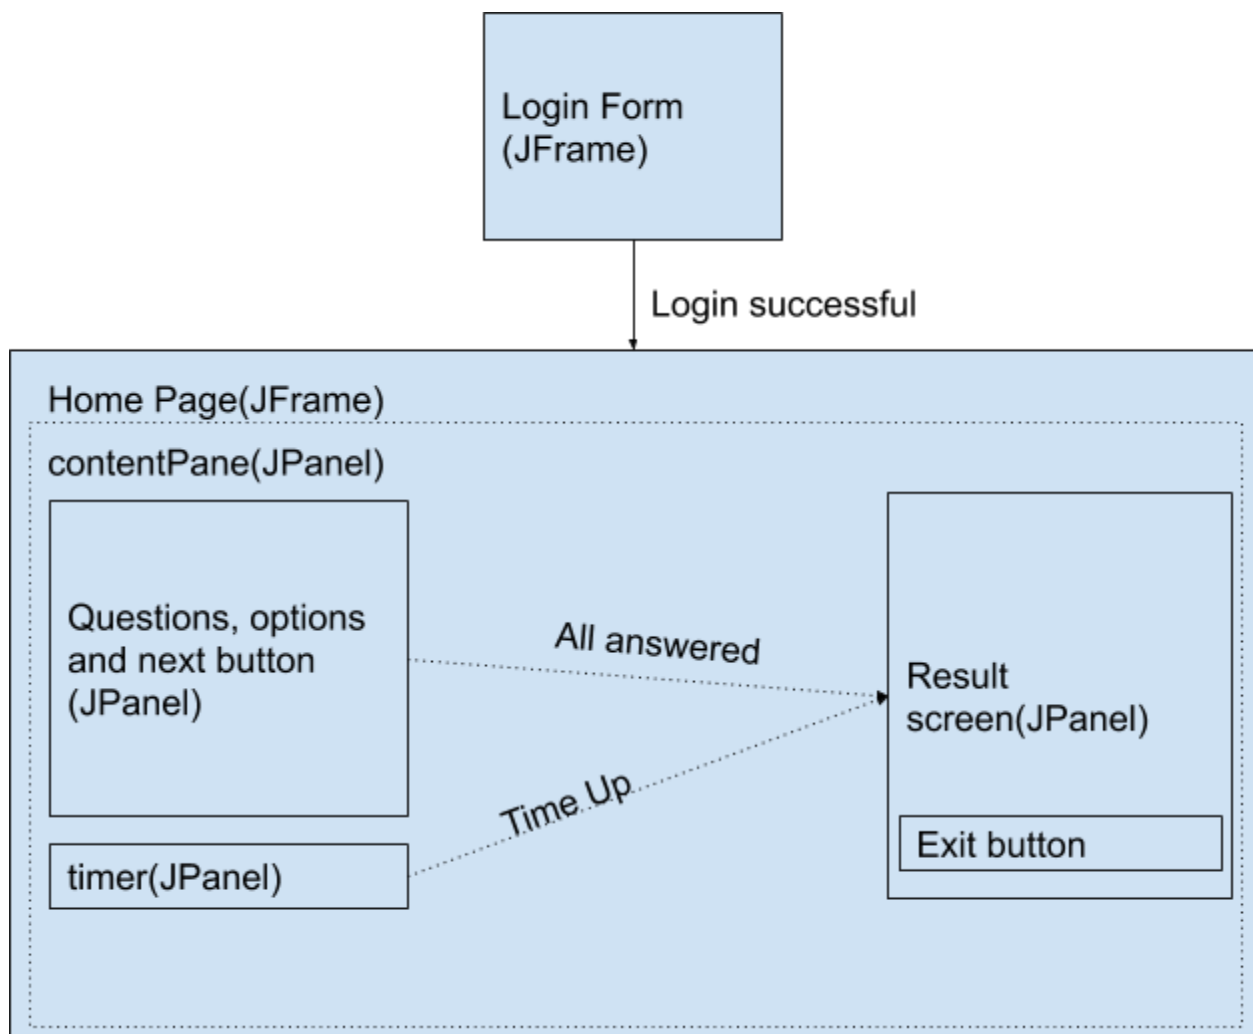 Login Form
(JFrame)
Login successful
Home Page(JFrame)
contentPane(JPanel)
Questions, options
and next button
(JPanel)
All answered
Result
screen(JPanel)
Time Up
Exit button
timer(JPanel)